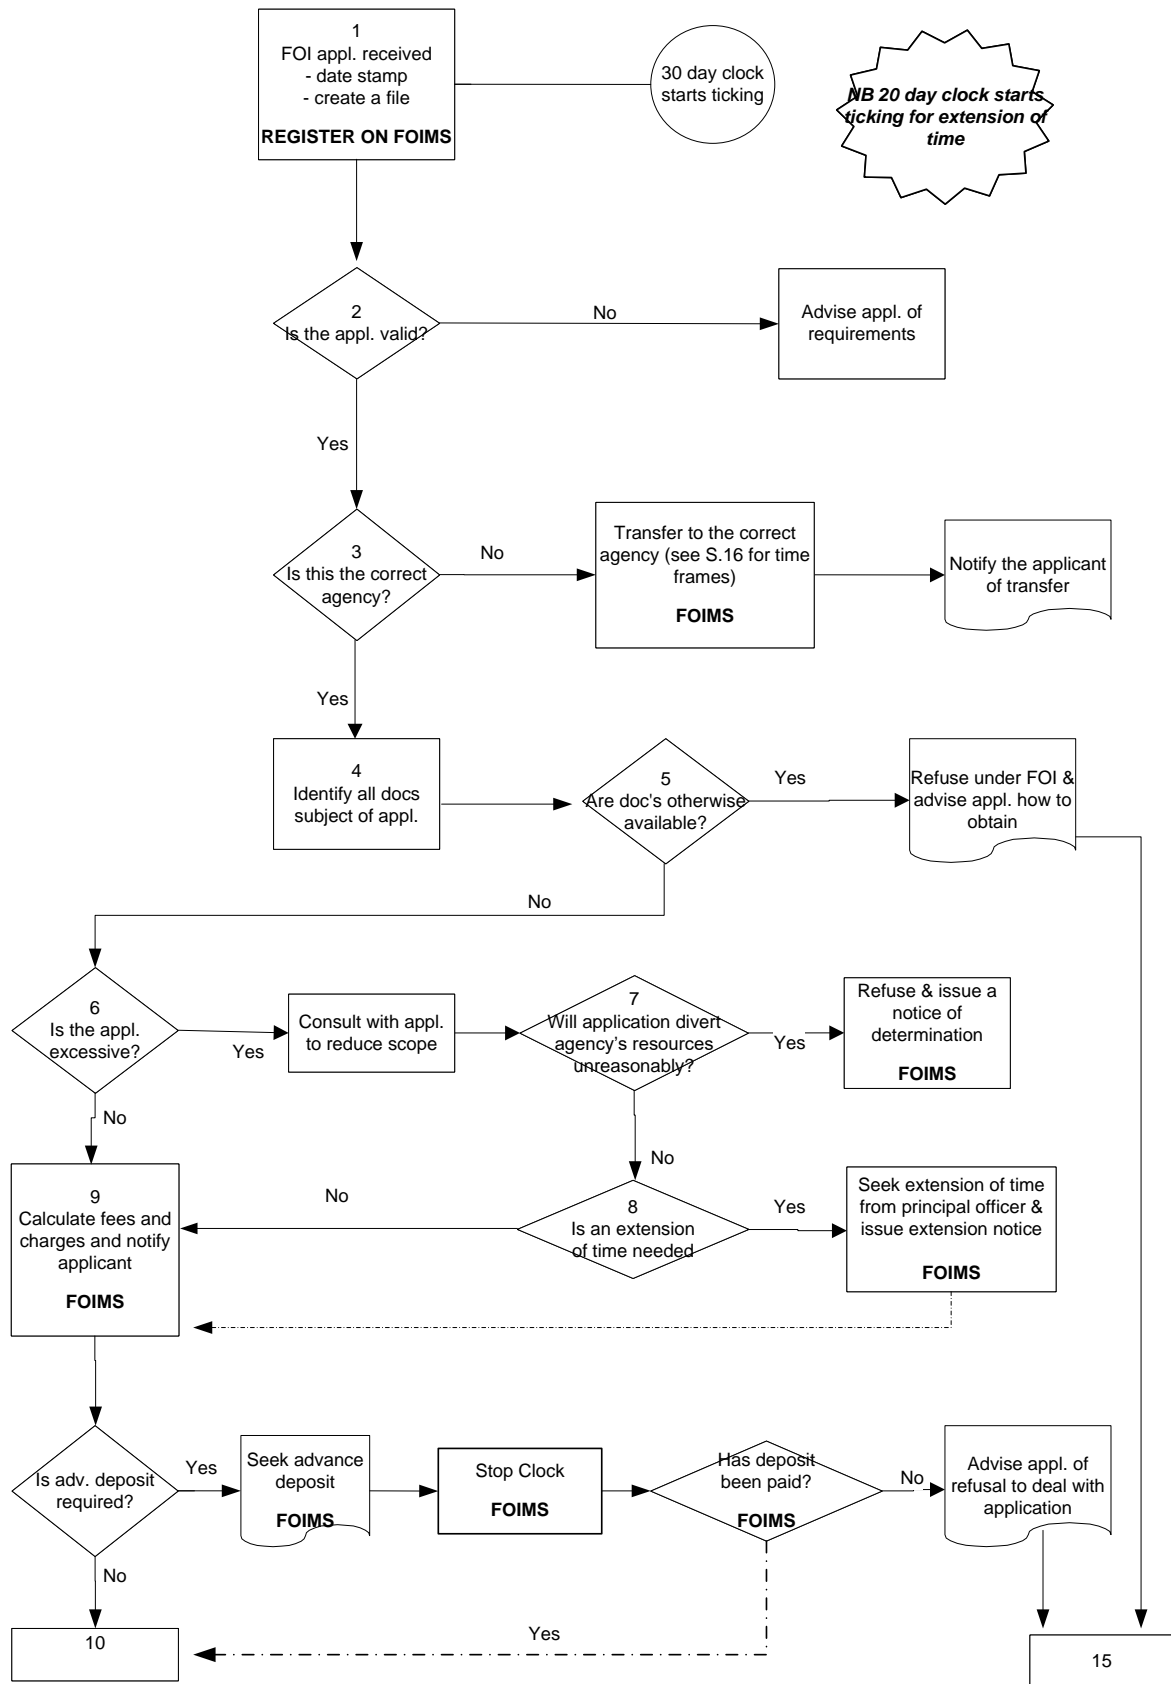 1
FOI appl. received
- date stamp
- create a file
REGISTER ON FOIMS
30 day clock
starts ticking
NB 20 day clock starts
ticking for extension of
time
2
Is the appl. valid?
No
Advise appl. of
requirements
Yes
3
Is this the correct
agency?
No
Transfer to the correct
agency (see S.16 for time
frames)
FOIMS
Notify the applicant
of transfer
Yes
4
Identify all docs
subject of appl.
5
Are doc's otherwise
available?
Yes
Refuse under FOI &
advise appl. how to
obtain
No
6
Is the appl.
excessive?
Yes
Consult with appl.
to reduce scope
7
Will application divert
agency's resources
unreasonably?
Yes
Refuse & issue a
notice of
determination
FOIMS
No
No
9
Calculate fees and
charges and notify
applicant
FOIMS
No
8
Is an extension
of time needed
Yes
Seek extension of time
from principal officer &
issue extension notice
FOIMS
Is adv. deposit
required?
Yes
Seek advance
deposit
FOIMS
Stop Clock
FOIMS
Has deposit
been paid?
FOIMS
No
Advise appl. of
refusal to deal with
application
No
Yes
10
15